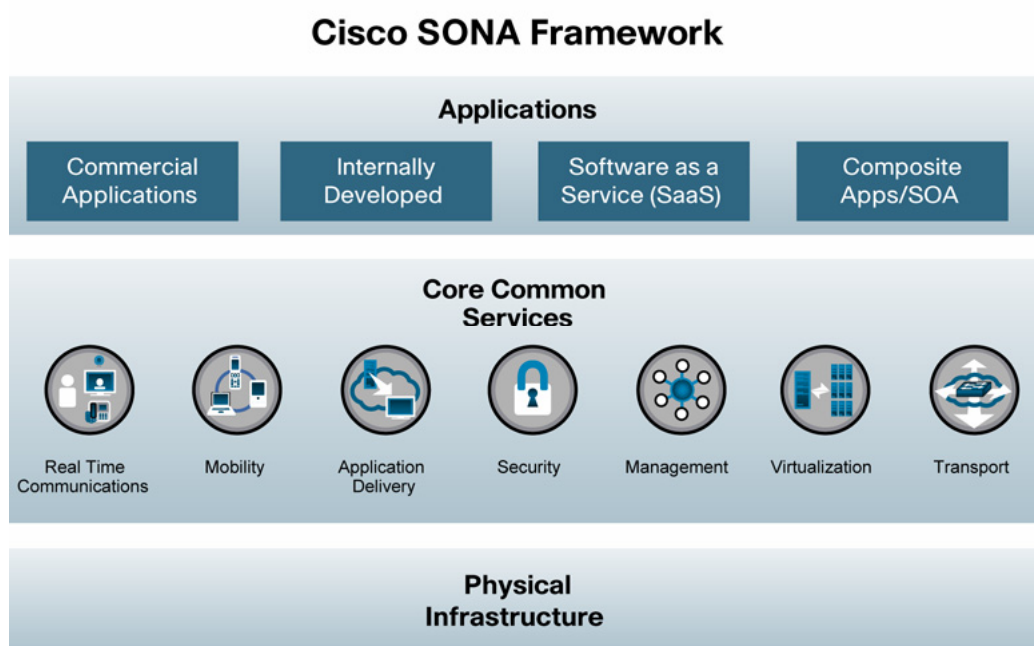 Cisco SONA Framework
Applications
Commercial
Applications
Internally
Developed
Software as a
Service (SaaS)
Composite
Apps/SOA
Core Common
Services
Real Time
Communications
Mobility
Application
Delivery
Security
Management
Virtualization
Transport
Physical
Infrastructure